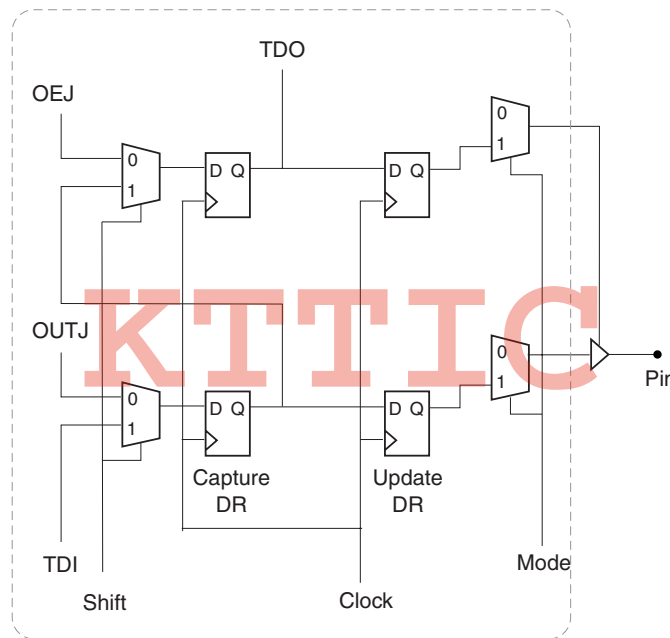 TDO
OEJ
0
1
0
1
D Q
D Q
KTTIC
OUTJ
0
1
0
1
Pin
D Q
D Q
Capture
DR
Update
DR
TDI
Shift
Clock
Mode